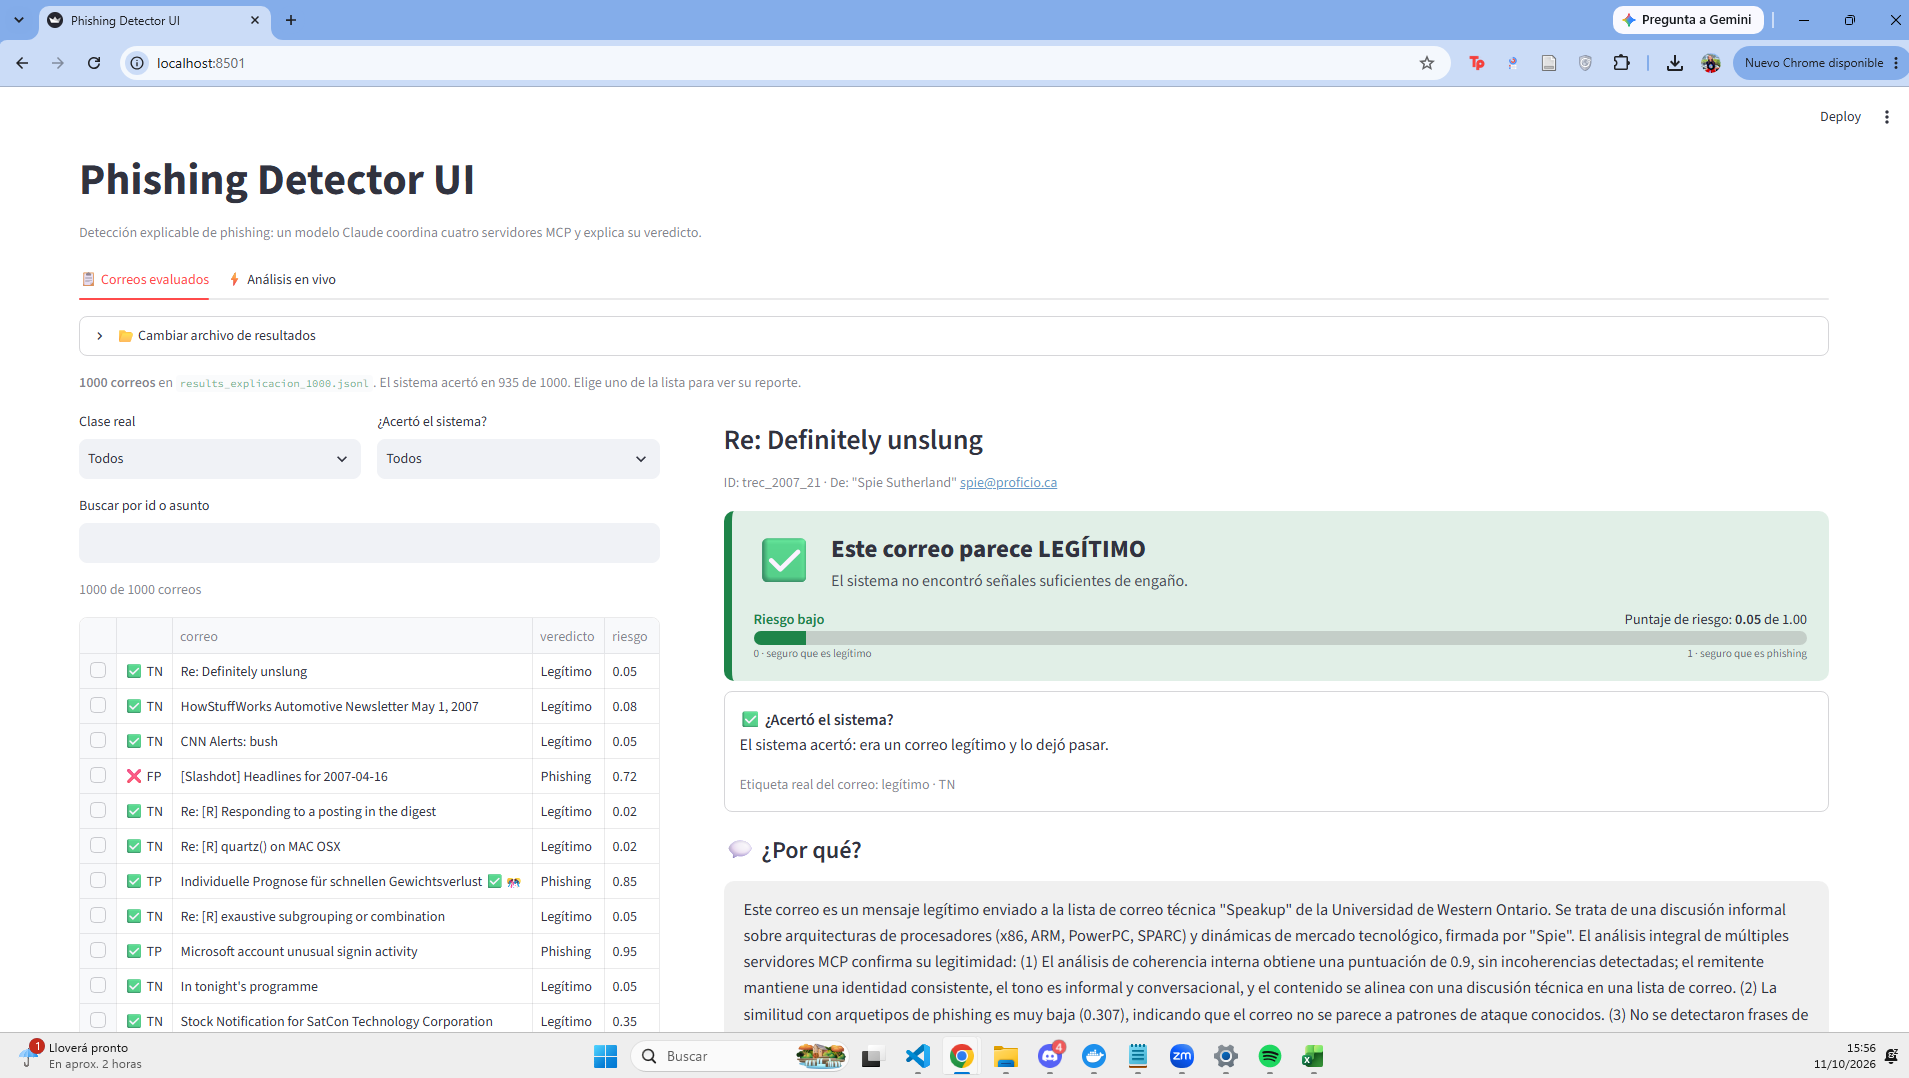 Phishing Detector UI
Pregunta a Gemini
localhost:8501
Tp
Nuevo Chrome disponible
Deploy
Phishing Detector UI
Detección explicable de phishing: un modelo Claude coordina cuatro servidores MCP y explica su veredicto.
Correos evaluados
Análisis en vivo
Cambiar archivo de resultados
1000 correos en results_explicacion_1000.jsonl . El sistema acertó en 935 de 1000. Elige uno de la lista para ver su reporte.
Clase real
¿Acertó el sistema?
Todos
Todos
Buscar por id o asunto
1000 de 1000 correos
correo veredicto riesgo
TN Re: Definitely unslung Legítimo 0.05
TN HowStuffWorks Automotive Newsletter May 1, 2007 Legítimo 0.08
TN CNN Alerts: bush Legítimo 0.05
FP [Slashdot] Headlines for 2007-04-16 Phishing 0.72
TN Re: [R] Responding to a posting in the digest Legítimo 0.02
TN Re: [R] quartz() on MAC OSX Legítimo 0.02
TP Individuelle Prognose für schnellen Gewichtsverlust ✅ Phishing 0.85
TN Re: [R] exaustive subgrouping or combination Legítimo 0.05
TP Microsoft account unusual signin activity Phishing 0.95
TN In tonight's programme Legítimo 0.05
TN Stock Notification for SatCon Technology Corporation Legítimo 0.35
Re: Definitely unslung
ID: trec_2007_21 · De: "Spie Sutherland" spie@proficio.ca
Este correo parece LEGÍTIMO
El sistema no encontró señales suficientes de engaño.
Riesgo bajo
Puntaje de riesgo: 0.05 de 1.00
0 · seguro que es legítimo
1 · seguro que es phishing
¿Acertó el sistema?
El sistema acertó: era un correo legítimo y lo dejó pasar.
Etiqueta real del correo: legítimo · TN
¿Por qué?
Este correo es un mensaje legítimo enviado a la lista de correo técnica "Speakup" de la Universidad de Western Ontario. Se trata de una discusión informal
sobre arquitecturas de procesadores (x86, ARM, PowerPC, SPARC) y dinámicas de mercado tecnológico, firmada por "Spie". El análisis integral de múltiples
servidores MCP confirma su legitimidad: (1) El análisis de coherencia interna obtiene una puntuación de 0.9, sin incoherencias detectadas; el remitente
mantiene una identidad consistente, el tono es informal y conversacional, y el contenido se alinea con una discusión técnica en una lista de correo. (2) La
similitud con arquetipos de phishing es muy baja (0.307), indicando que el correo no se parece a patrones de ataque conocidos. (3) No se detectaron frases de
1
Lloverá pronto
En aprox. 2 horas
Buscar
4
zm
15:56
11/10/2026